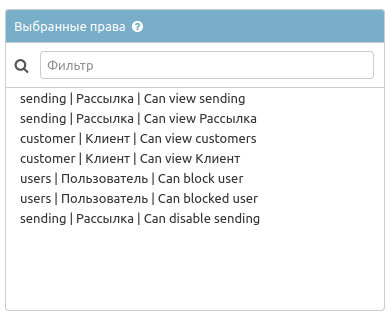 Выбранные права ?
Фильтр
sending | Рассылка | Can view sending
sending | Рассылка | Can view Рассылка
customer | Клиент | Can view customers
customer | Клиент | Can view Клиент
users | Пользователь | Can block user
users | Пользователь | Can blocked user
sending | Рассылка | Can disable sending